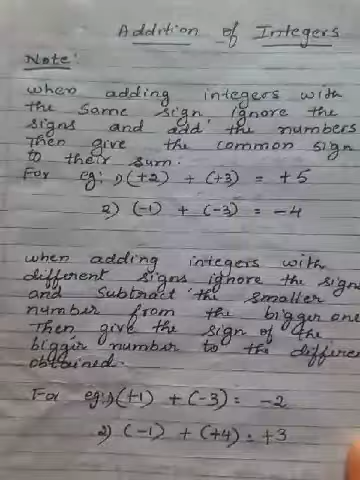 Addition of Integers
Note:
When adding integers with
the same sign ignore the
signs and add the numbers
Then give the common sign
to their sum.
For eg: 1) (+2) + (+3) = +5
2) (-1) + (-3) = -4
when adding integers with
different signs ignore the signs
and subtract the smaller
number from the bigger one
Then give the sign of the
bigger number to the differen
obtained.
For eg: 1) (+1) + (-3) = -2
2) (-1) + (+4) = +3